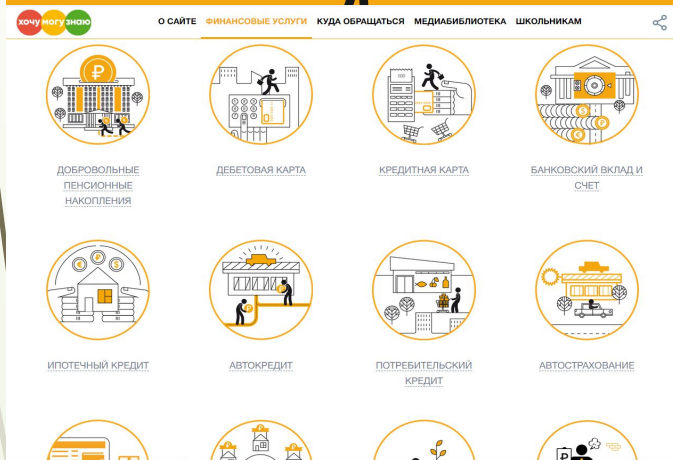 хочу могу знаю
О САЙТЕ ФИНАНСОВЫЕ УСЛУГИ КУДА ОБРАЩАТЬСЯ МЕДИАБИБЛИОТЕКА ШКОЛЬНИКАМ
ДОБРОВОЛЬНЫЕ
ПЕНСИОННЫЕ
НАКОПЛЕНИЯ
ДЕБЕТОВАЯ КАРТА
КРЕДИТНАЯ КАРТА
БАНКОВСКИЙ ВКЛАД И
СЧЕТ
ИПОТЕЧНЫЙ КРЕДИТ
АВТОКРЕДИТ
ПОТРЕБИТЕЛЬСКИЙ
КРЕДИТ
АВТОСТРАХОВАНИЕ